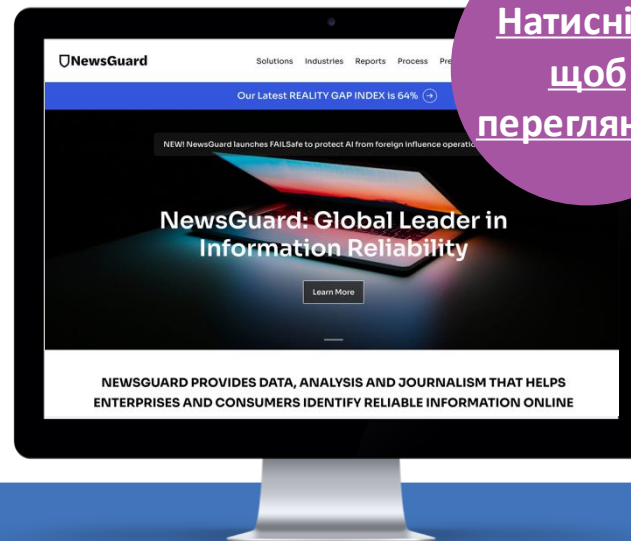 Натисні
щоб
переглян
NewsGuard
Solutions Industries Reports Process Pre
Our Latest REALITY GAP INDEX is 64%
NEW! NewsGuard launches FAILSafe to protect AI from foreign influence operatio
NewsGuard: Global Leader in
Information Reliability
Learn More
NEWSGUARD PROVIDES DATA, ANALYSIS AND JOURNALISM THAT HELPS
ENTERPRISES AND CONSUMERS IDENTIFY RELIABLE INFORMATION ONLINE